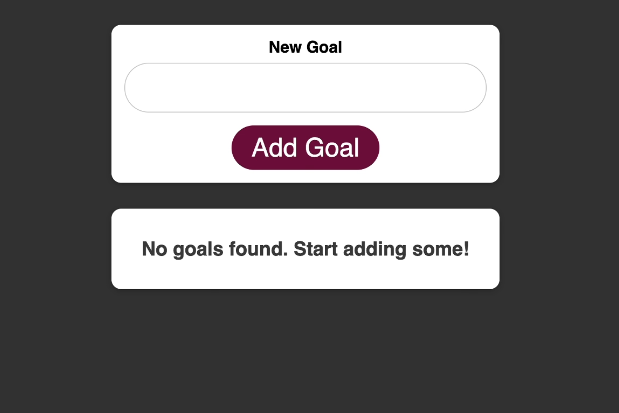 New Goal
Add Goal
No goals found. Start adding some!